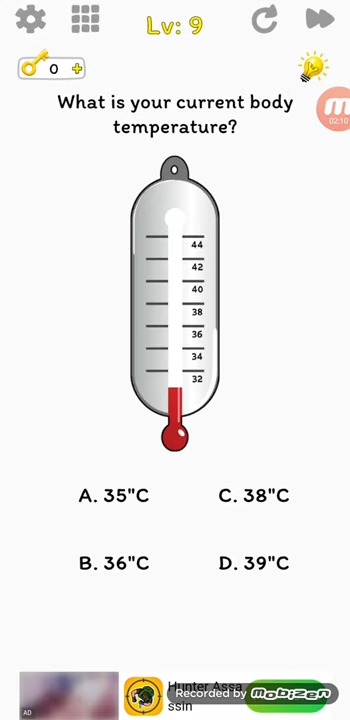 Lv: 9
0 +
02:10
What is your current body
temperature?
44
42
40
38
36
34
32
A. 35"C
C. 38"C
B. 36"C
D. 39"C
AD
Hunter Assa
ssin
Recorded by
mobizen